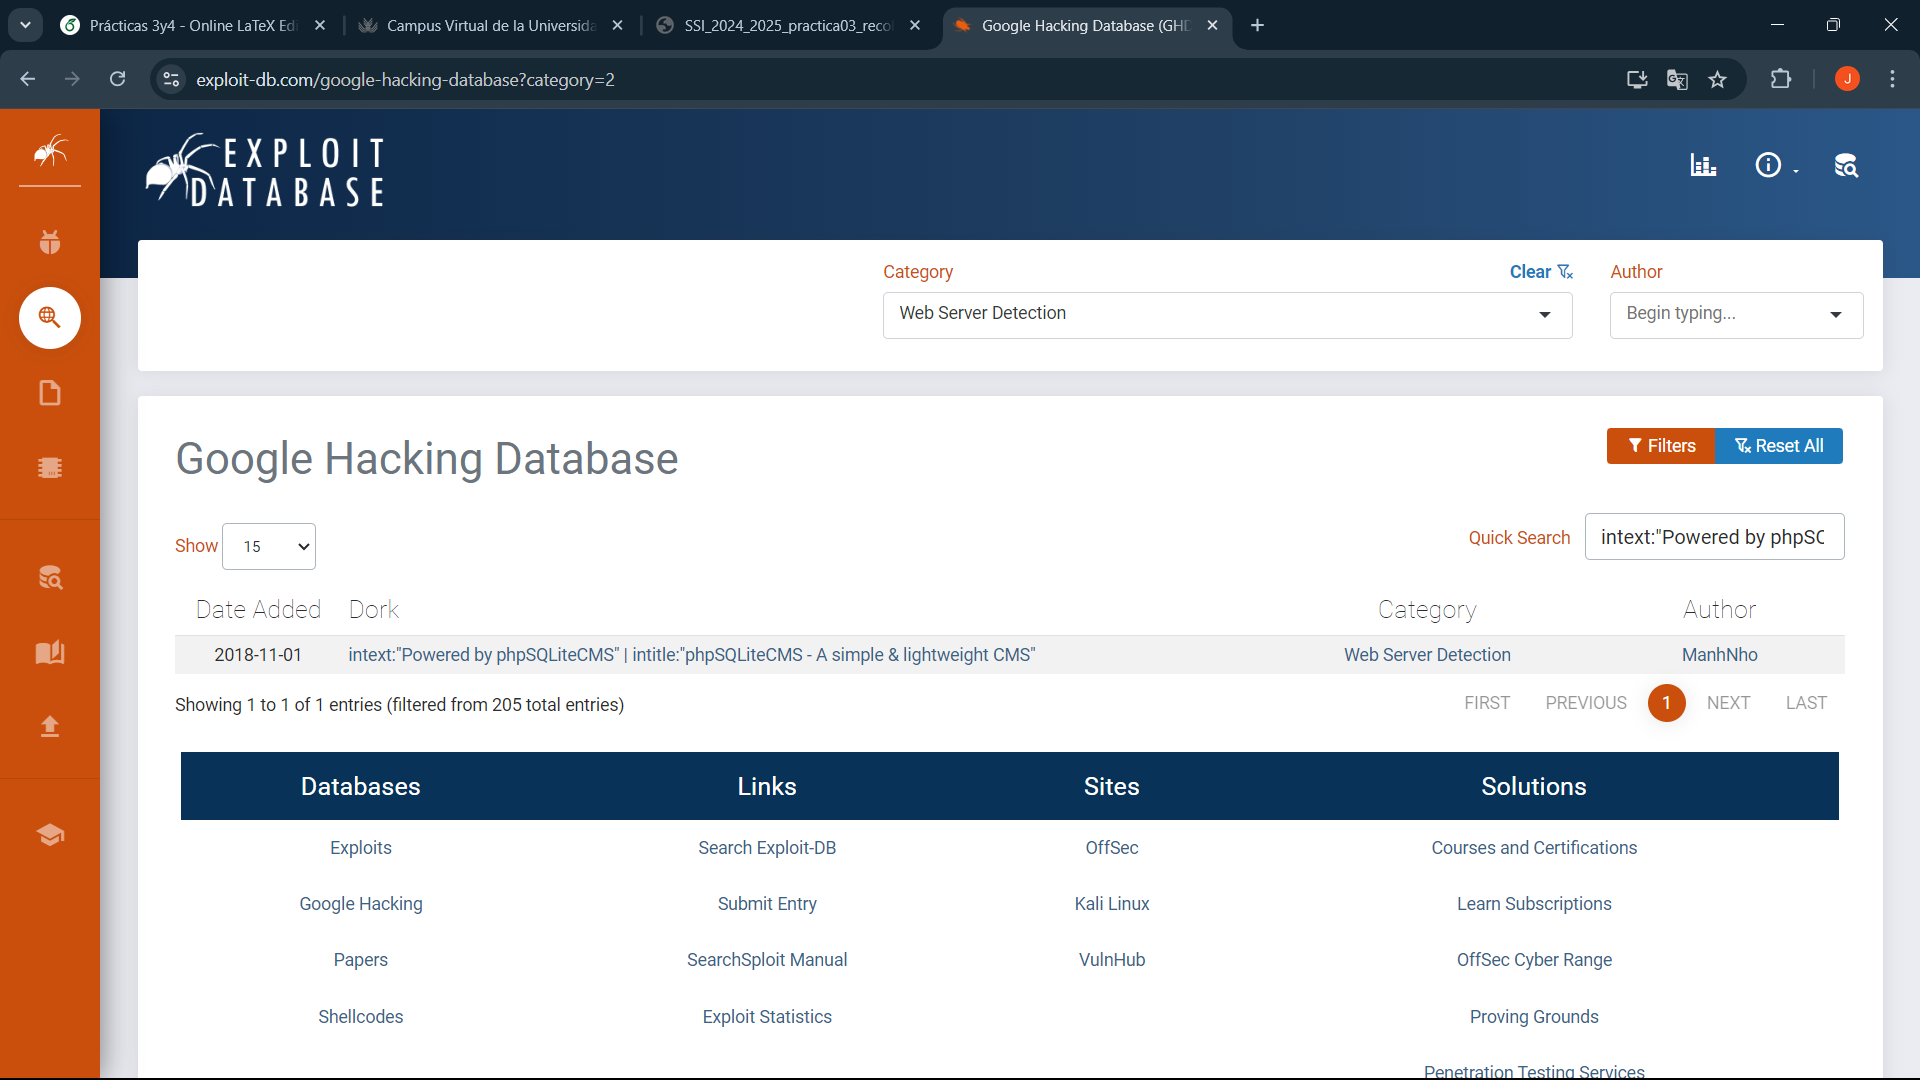 Prácticas 3y4 - Online LaTeX Edi
Campus Virtual de la Universida
SSI_2024_2025_practica03_reco
Google Hacking Database (GHD
exploit-db.com/google-hacking-database?category=2
J
EXPLOIT
DATABASE
Category
Clear
Author
Web Server Detection
Begin typing...
Google Hacking Database
Filters
Reset All
Show
15
Quick Search
intext:"Powered by phpSQ
Date Added
Dork
Category
Author
2018-11-01
intext:"Powered by phpSQLiteCMS" | intitle:"phpSQLiteCMS - A simple & lightweight CMS"
Web Server Detection
ManhNho
Showing 1 to 1 of 1 entries (filtered from 205 total entries)
FIRST
PREVIOUS
1
NEXT
LAST
Databases
Links
Sites
Solutions
Exploits
Search Exploit-DB
OffSec
Courses and Certifications
Google Hacking
Submit Entry
Kali Linux
Learn Subscriptions
Papers
SearchSploit Manual
VulnHub
OffSec Cyber Range
Shellcodes
Exploit Statistics
Proving Grounds
Penetration Testing Services